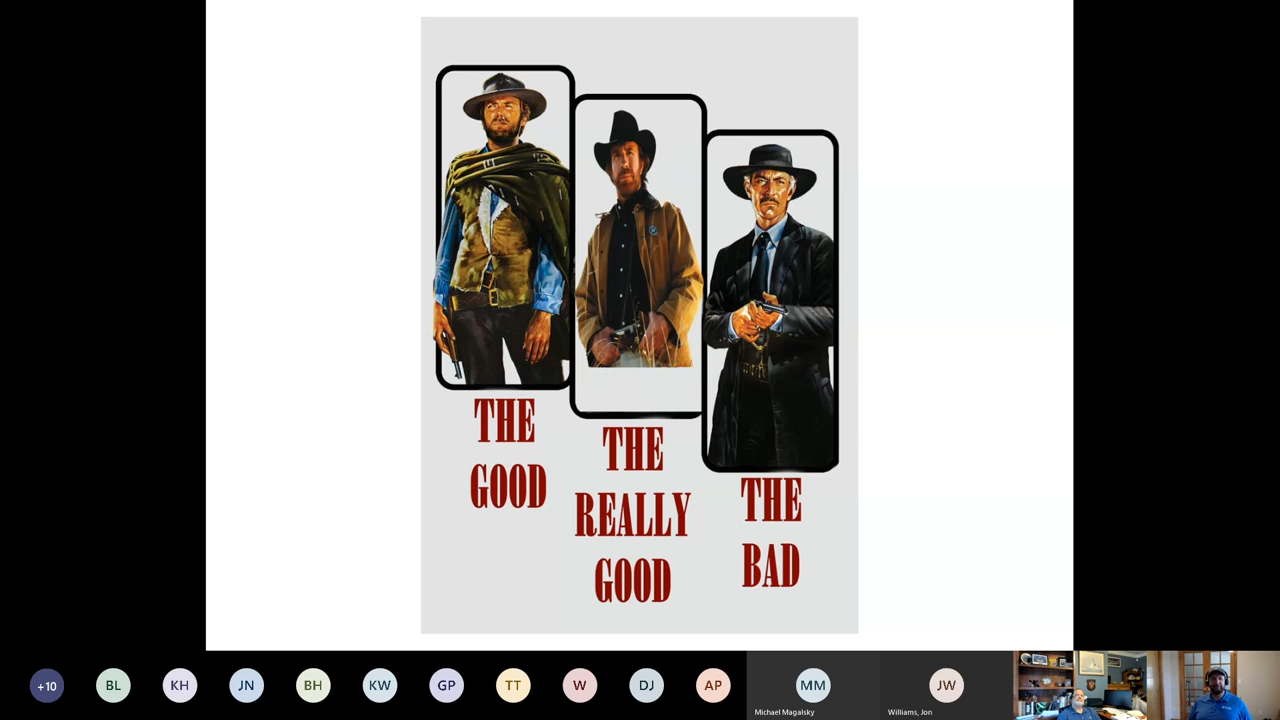 THE
GOOD
THE
REALLY
GOOD
THE
BAD
+10
BL
KH
JN
BH
KW
GP
TT
W
DJ
AP
MM
JW
Michael Magalsky
Williams, Jon